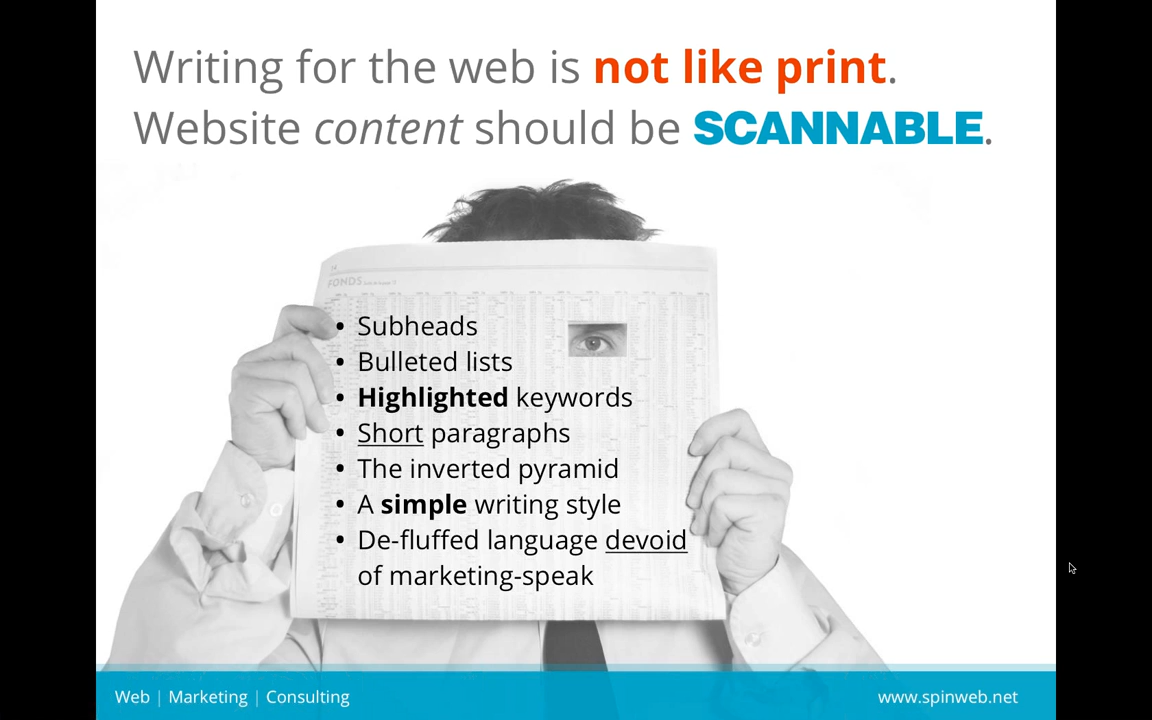 Writing for the web is not like print.
Website content should be SCANNABLE.
FONDS
• Subheads
• Bulleted lists
• Highlighted keywords
• Short paragraphs
• The inverted pyramid
• A simple writing style
• De-fluffed language devoid
of marketing-speak
Web | Marketing | Consulting
www.spinweb.net